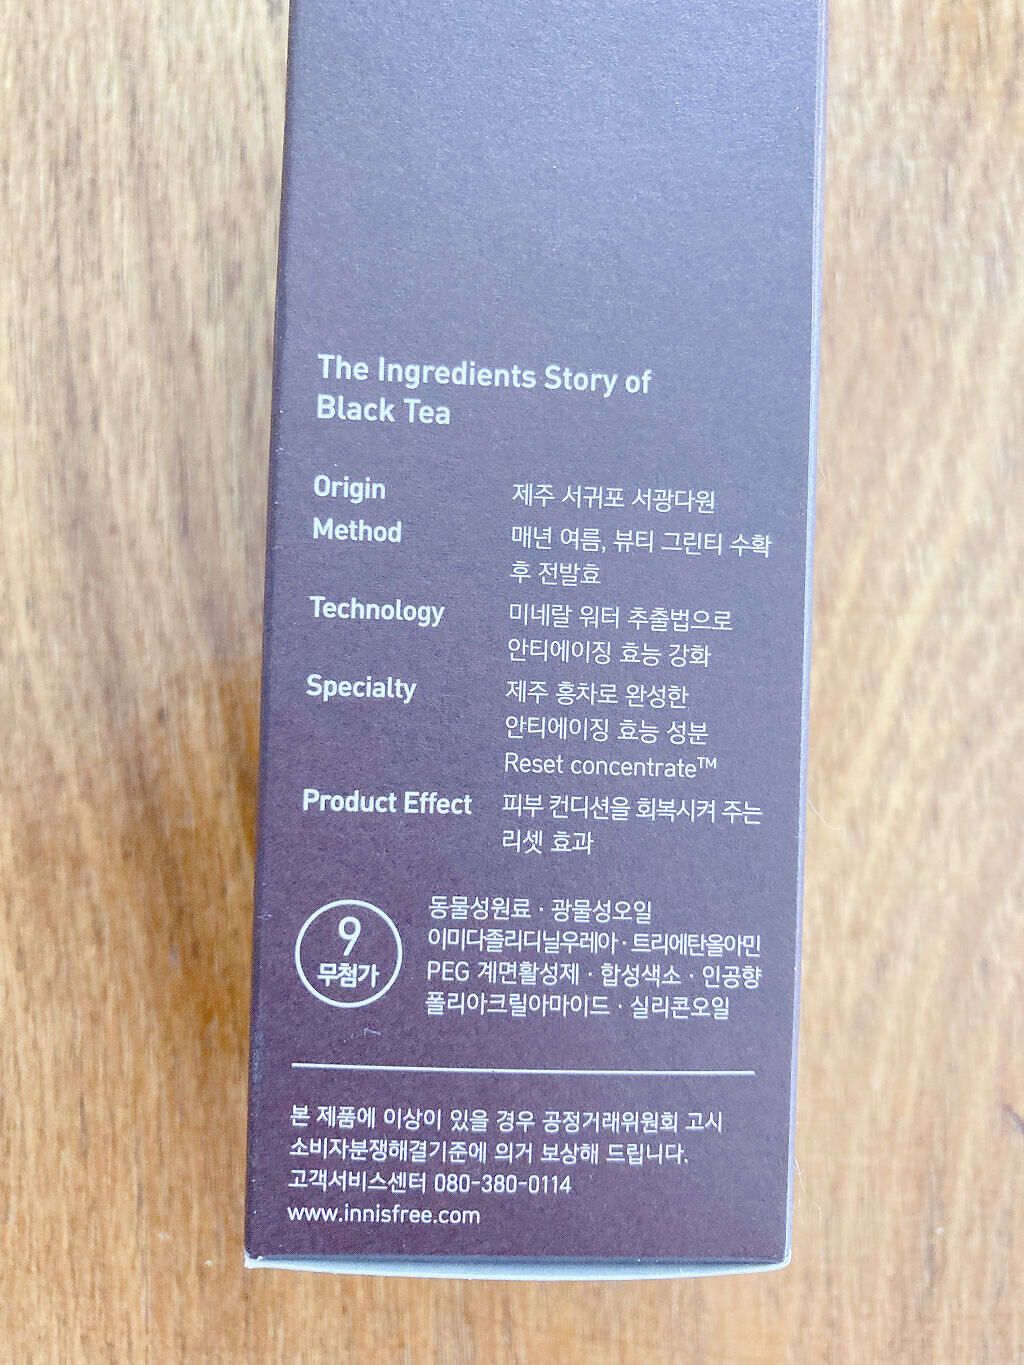 The Ingredients Story of
Black Tea
Origin 제주 서귀포 서광다원
Method 매년 여름, 뷰티 그린티 수확
후 전발효
Technology 미네랄 워터 추출법으로
안티에이징 효능 강화
Specialty 제주 홍차로 완성한
안티에이징 효능 성분
Reset concentrate™
Product Effect 피부 컨디션을 회복시켜 주는
리셋 효과
9
무첨가
동물성원료 · 광물성오일
이미다졸리디닐우레아 · 트리에탄올아민
PEG 계면활성제 · 합성색소 · 인공향
폴리아크릴아마이드 · 실리콘오일
본 제품에 이상이 있을 경우 공정거래위원회 고시
소비자분쟁해결기준에 의거 보상해 드립니다.
고객서비스센터 080-380-0114
www.innisfree.com